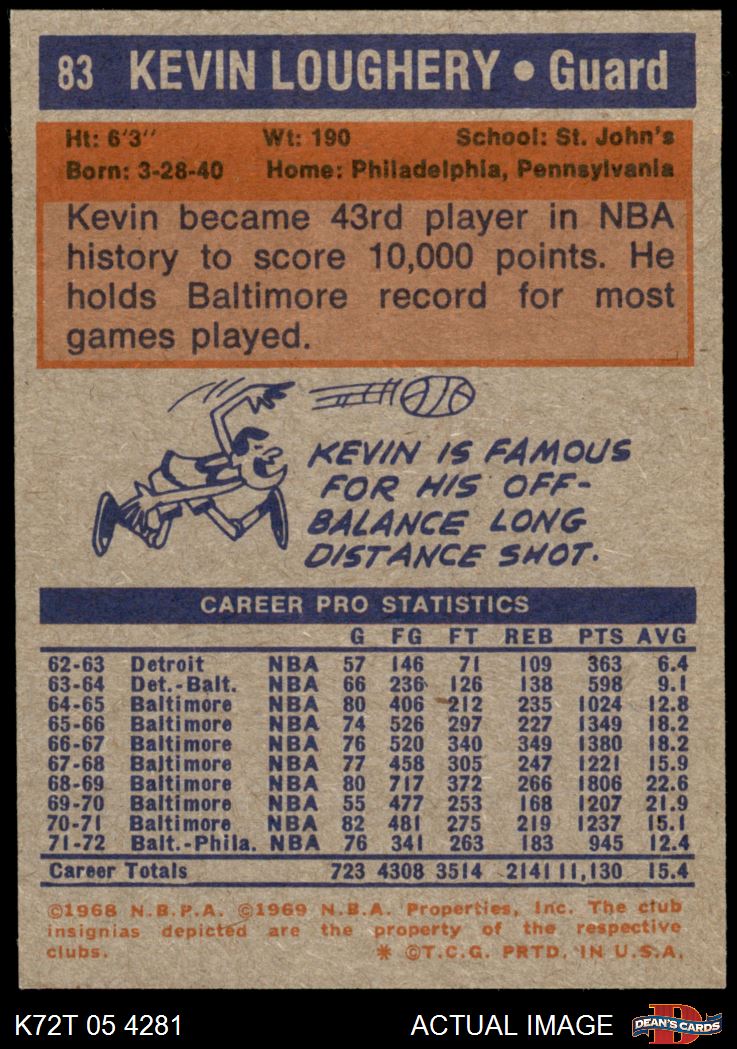 83 KEVIN LOUGHERY • Guard
Ht: 6'3" Wt: 190 School: St. John's
Born: 3-28-40 Home: Philadelphia, Pennsylvania
Kevin became 43rd player in NBA
history to score 10,000 points. He
holds Baltimore record for most
games played.
KEVIN IS FAMOUS
FOR HIS OFF-
BALANCE LONG
DISTANCE SHOT.
CAREER PRO STATISTICS
G FG FT REB PTS AVG
62-63 Detroit NBA 57 146 71 109 363 6.4
63-64 Det.-Balt. NBA 66 236 126 138 598 9.1
64-65 Baltimore NBA 80 406 212 235 1024 12.8
65-66 Baltimore NBA 74 526 297 227 1349 18.2
66-67 Baltimore NBA 76 520 340 349 1380 18.2
67-68 Baltimore NBA 77 458 305 247 1221 15.9
68-69 Baltimore NBA 80 717 372 266 1806 22.6
69-70 Baltimore NBA 55 477 253 168 1207 21.9
70-71 Baltimore NBA 82 481 275 219 1237 15.1
71-72 Balt.-Phila. NBA 76 341 263 183 945 12.4
Career Totals 723 4308 3514 2141 11,130 15.4
©1968 N.B.P.A. ©1969 N.B.A. Properties, Inc. The club
insignias depicted are the property of the respective
clubs. * ©T.C.G. PRTD. IN U.S.A.
K72T 05 4281 ACTUAL IMAGE D DEAN'S CARDS